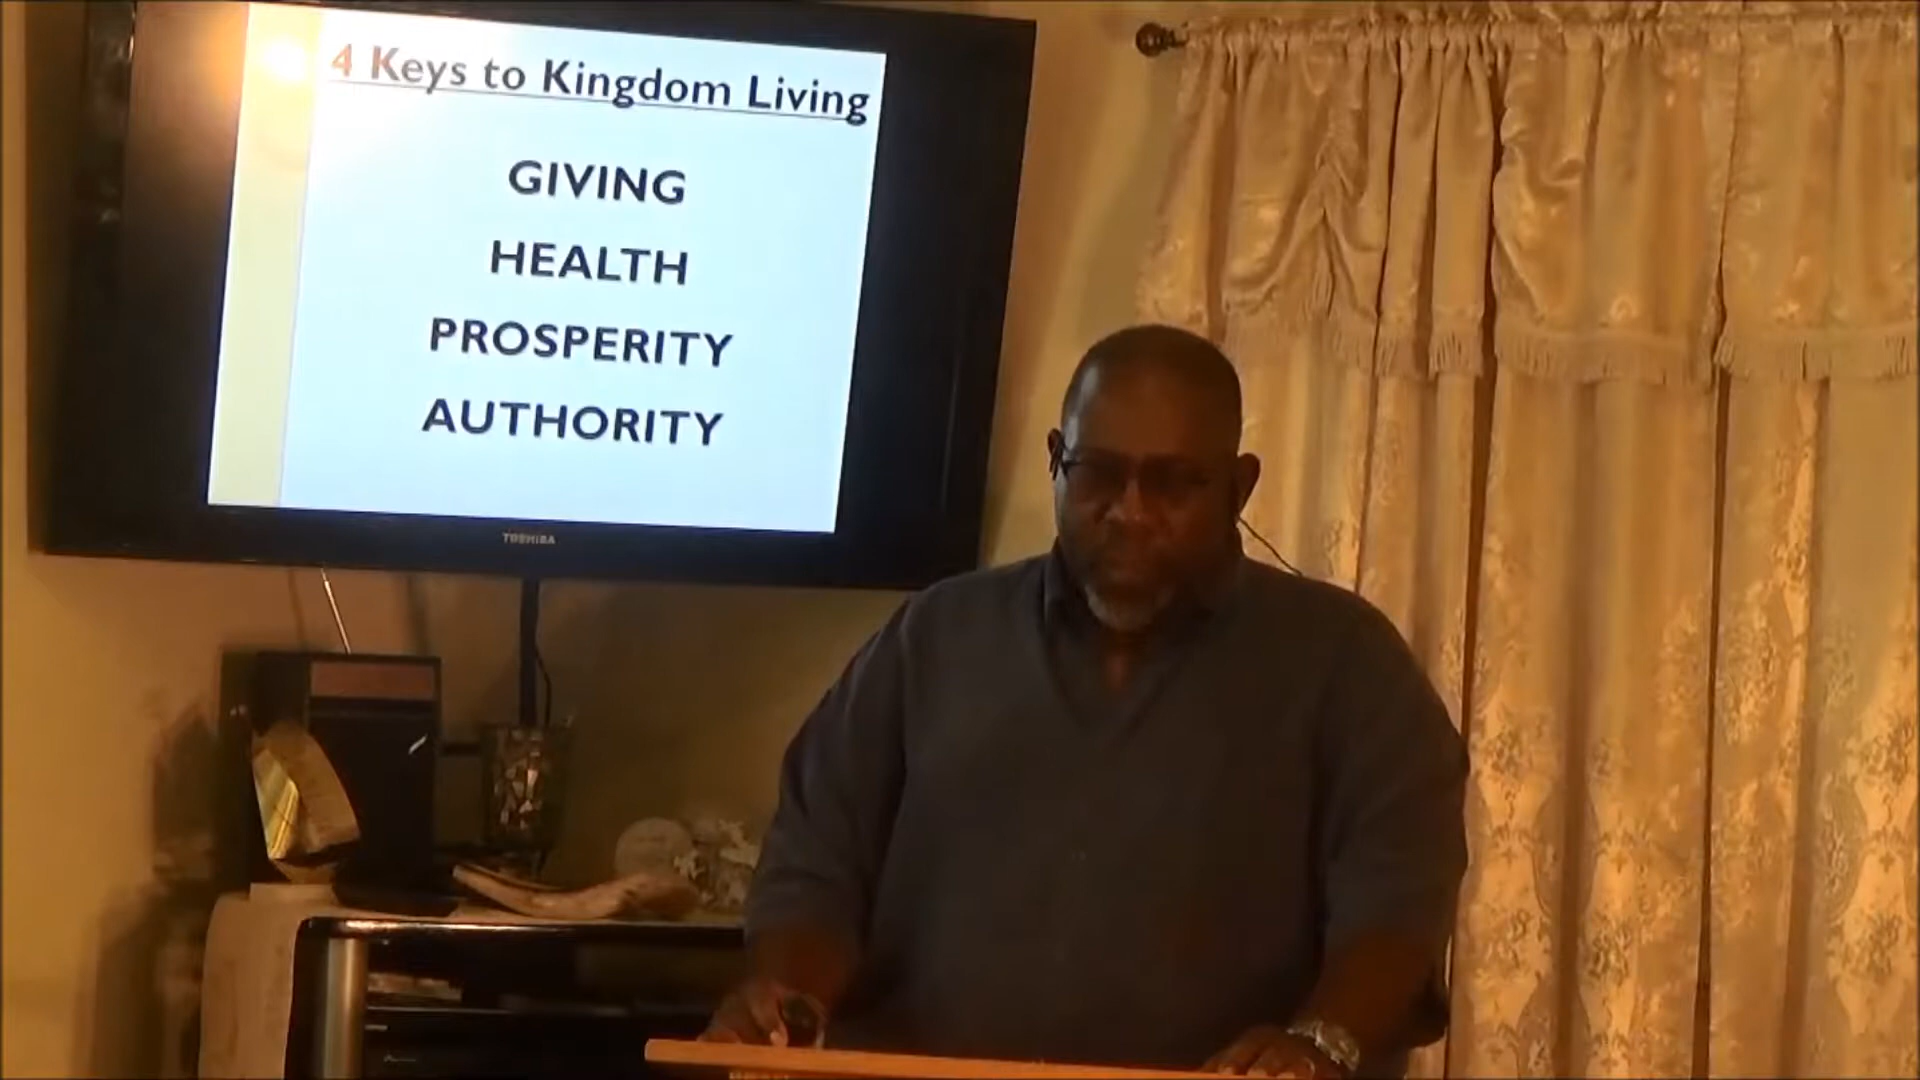 4 Keys to Kingdom Living
GIVING
HEALTH
PROSPERITY
AUTHORITY
TOSHIBA